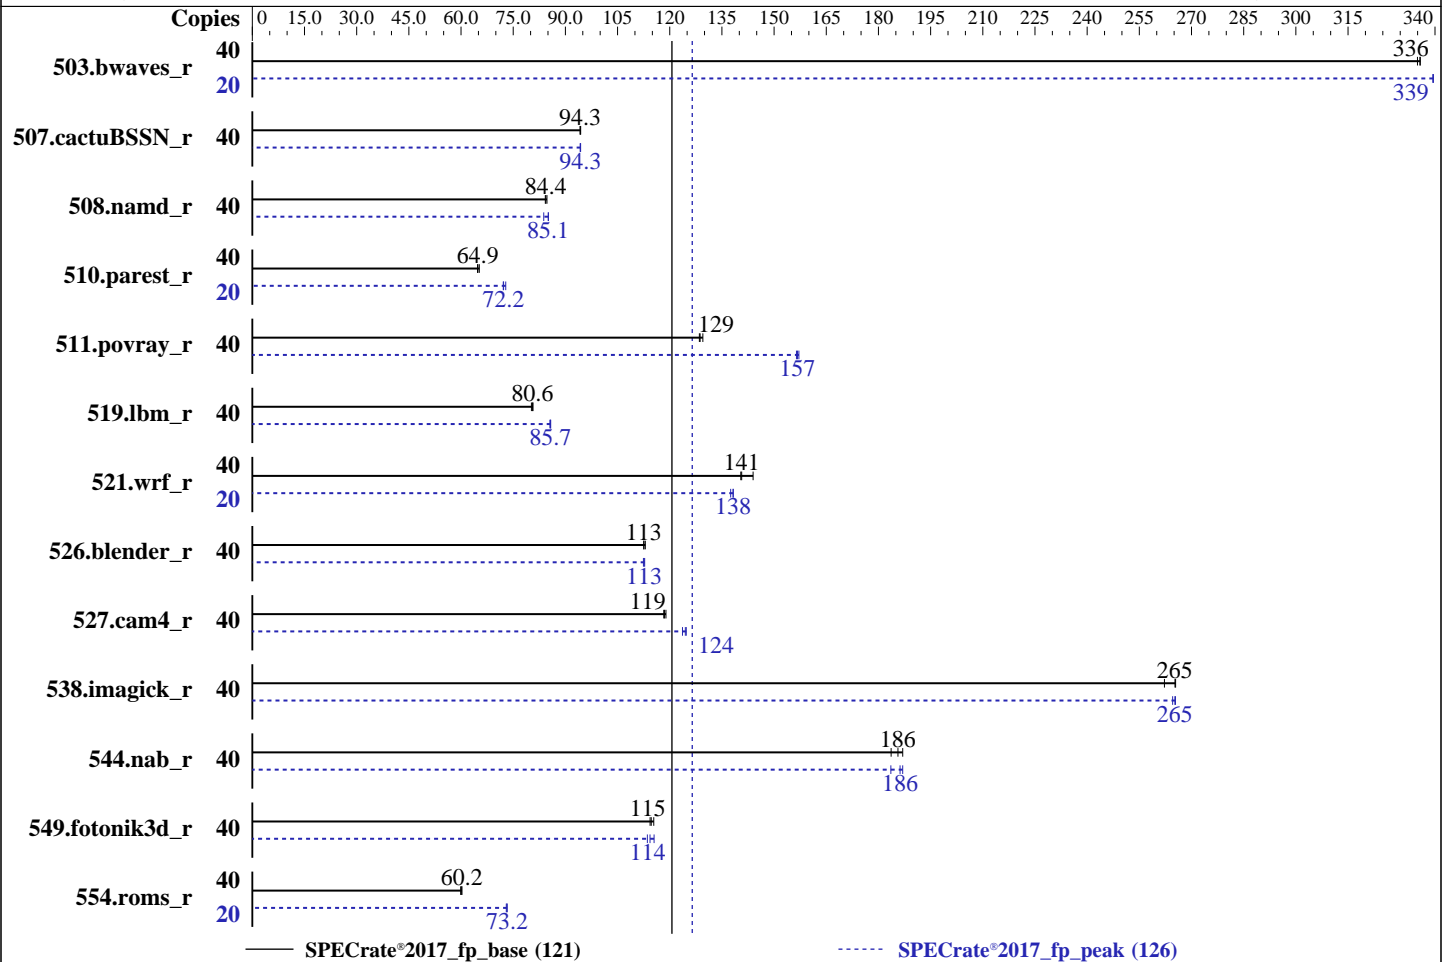 Copies 0 15.0 30.0 45.0 60.0 75.0 90.0 105 120 135 150 165 180 195 210 225 240 255 270 285 300 315 340
503.bwaves_r 40 336
20 339
507.cactuBSSN_r 40 94.3
94.3
508.namd_r 40 84.4
85.1
510.parest_r 40 64.9
20 72.2
511.povray_r 40 129
157
519.lbm_r 40 80.6
85.7
521.wrf_r 40 141
20 138
526.blender_r 40 113
113
527.cam4_r 40 119
124
538.imagick_r 40 265
265
544.nab_r 40 186
186
549.fotonik3d_r 40 115
114
554.roms_r 40 60.2
20 73.2
SPECrate®2017_fp_base (121) SPECrate®2017_fp_peak (126)